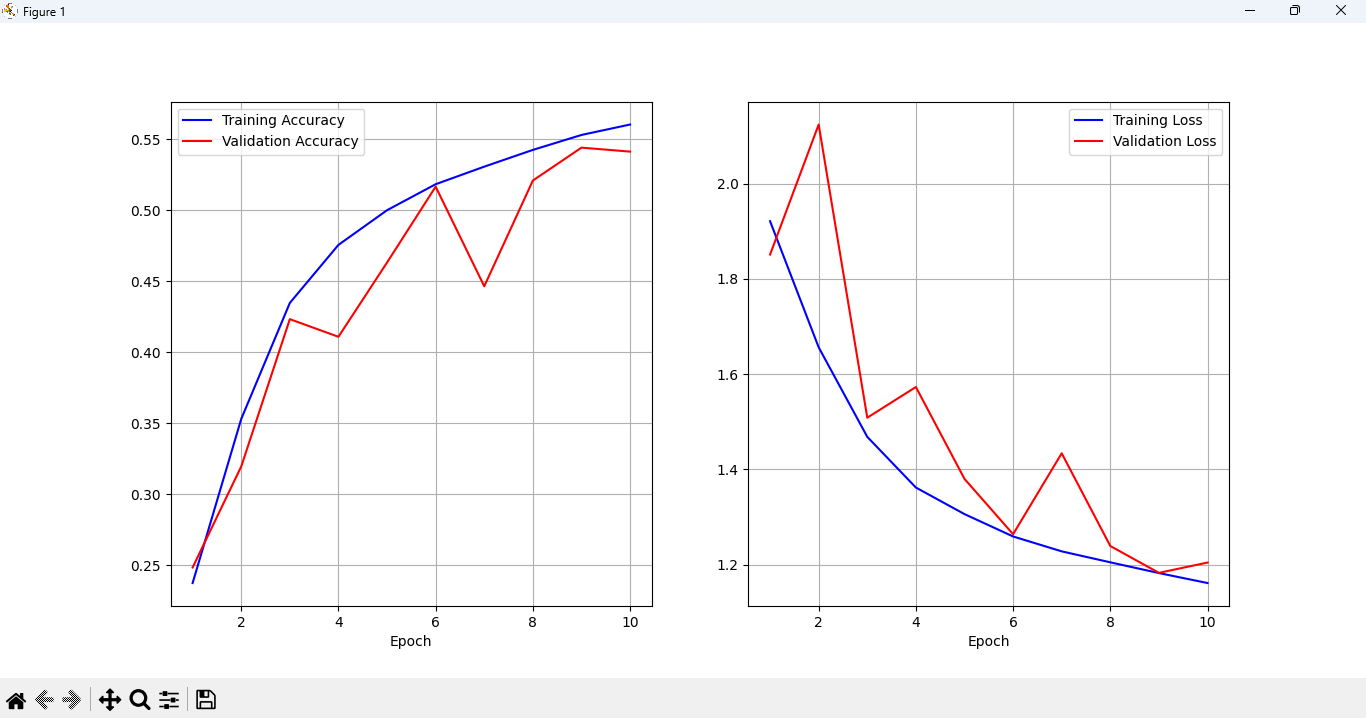 Figure 1
Training Accuracy
Validation Accuracy
0.55
0.50
0.45
0.40
0.35
0.30
0.25
2 4 6 8 10
Epoch
Training Loss
Validation Loss
2.0
1.8
1.6
1.4
1.2
2 4 6 8 10
Epoch